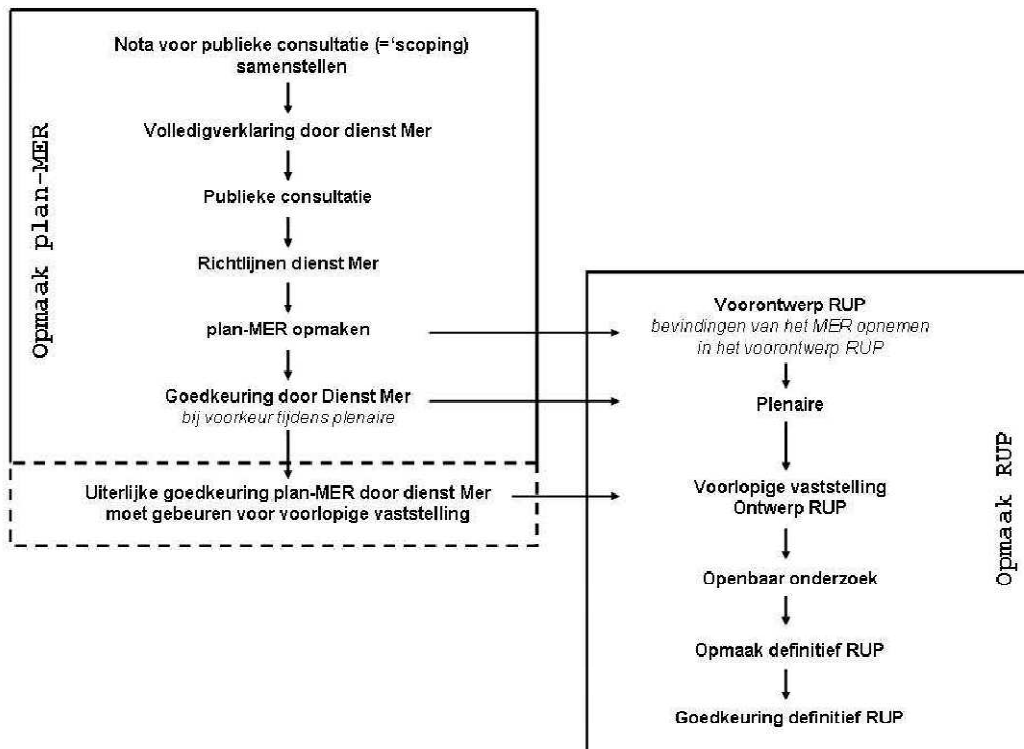 Opmaak plan-MER
Nota voor publieke consultatie (=‘scoping)
samenstellen
Volledigverklaring door dienst Mer
Publieke consultatie
Richtlijnen dienst Mer
plan-MER opmaken
Goedkeuring door Dienst Mer
bij voorkeur tijdens plenaire
Uiterlijke goedkeuring plan-MER door dienst Mer
moet gebeuren voor voorlopige vaststelling
Opmaak RUP
Voorontwerp RUP
bevindingen van het MER opnemen
in het voorontwerp RUP
Plenaire
Voorlopige vaststelling
Ontwerp RUP
Openbaar onderzoek
Opmaak definitief RUP
Goedkeuring definitief RUP